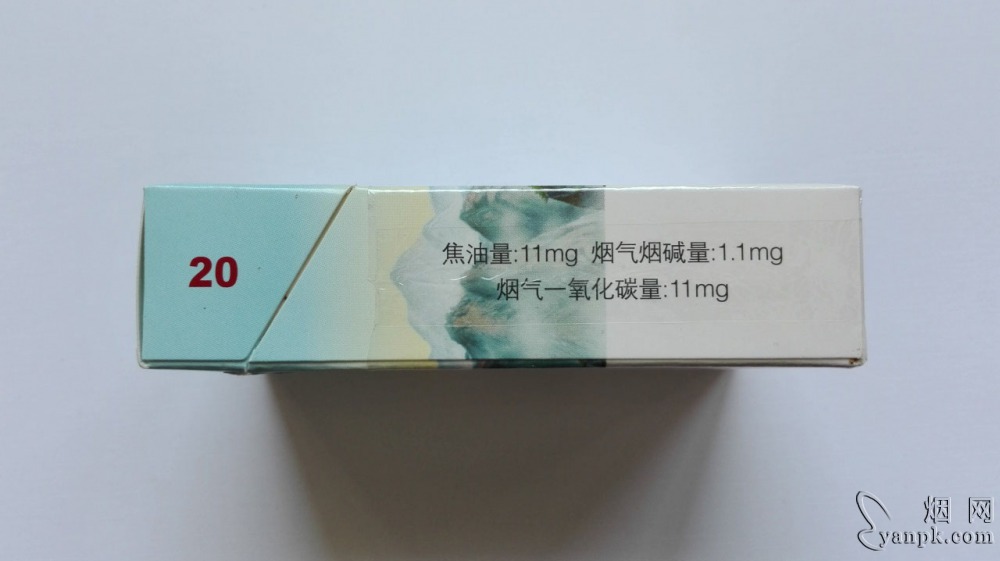 20
焦油量:11mg 烟气烟碱量:1.1mg
烟气一氧化碳量:11mg
烟 网
yanpk.com